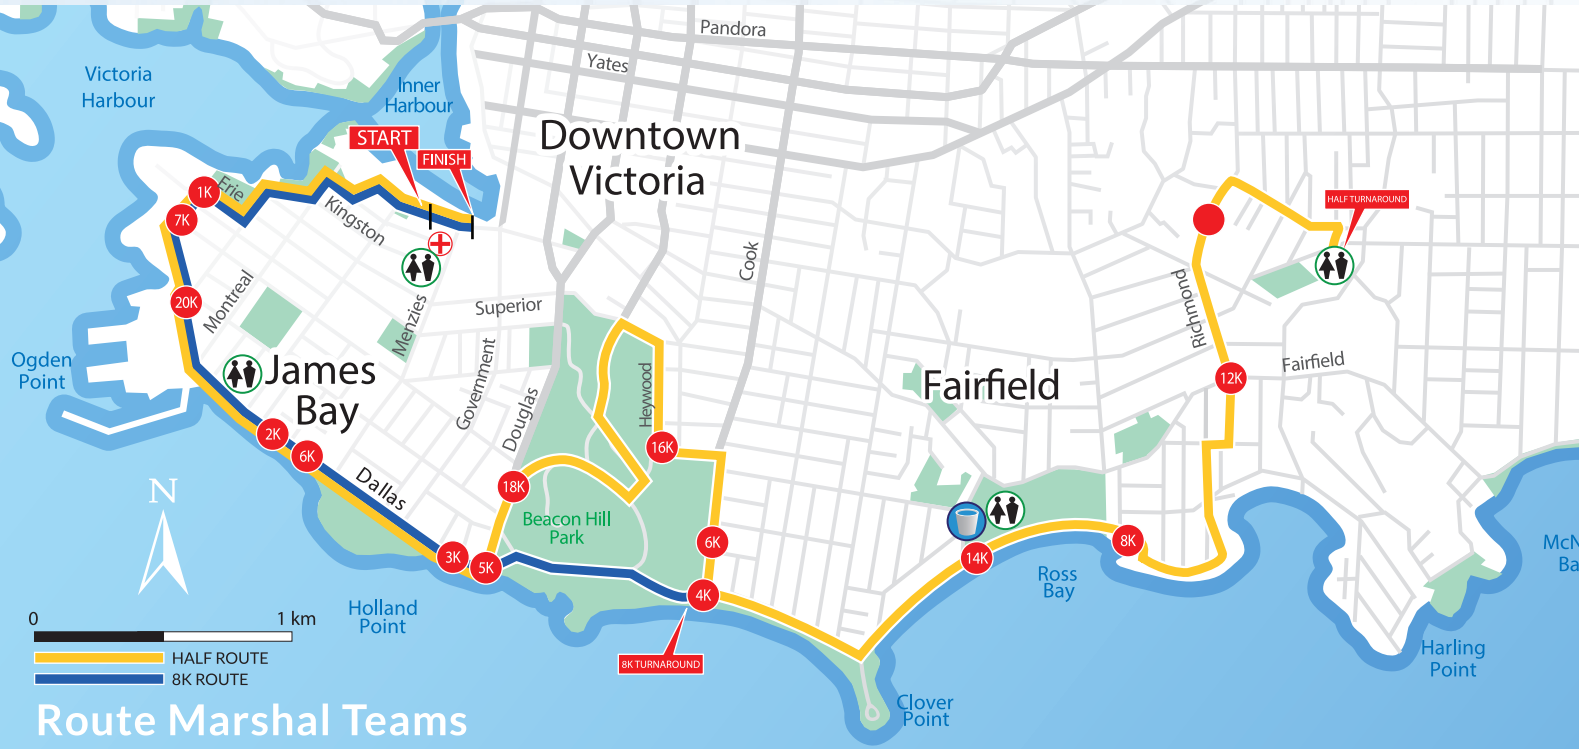 Pandora
Yates
Victoria
Harbour
Inner
Harbour
START
FINISH
Downtown
Victoria
1K
Erie
7K
Kingston
HALF TURNAROUND
Cook
20K
Montreal
Menzies
Superior
Richmond
Ogden
Point
James
Bay
Government
Douglas
Heywood
Fairfield
12K
Fairfield
2K
6K
16K
Dallas
18K
N
Beacon Hill
Park
6K
8K
3K
5K
14K
McN
Ba
Ross
Bay
4K
Holland
Point
0
1 km
8K TURNAROUND
HALF ROUTE
8K ROUTE
Harling
Point
Clover
Point
Route Marshal Teams